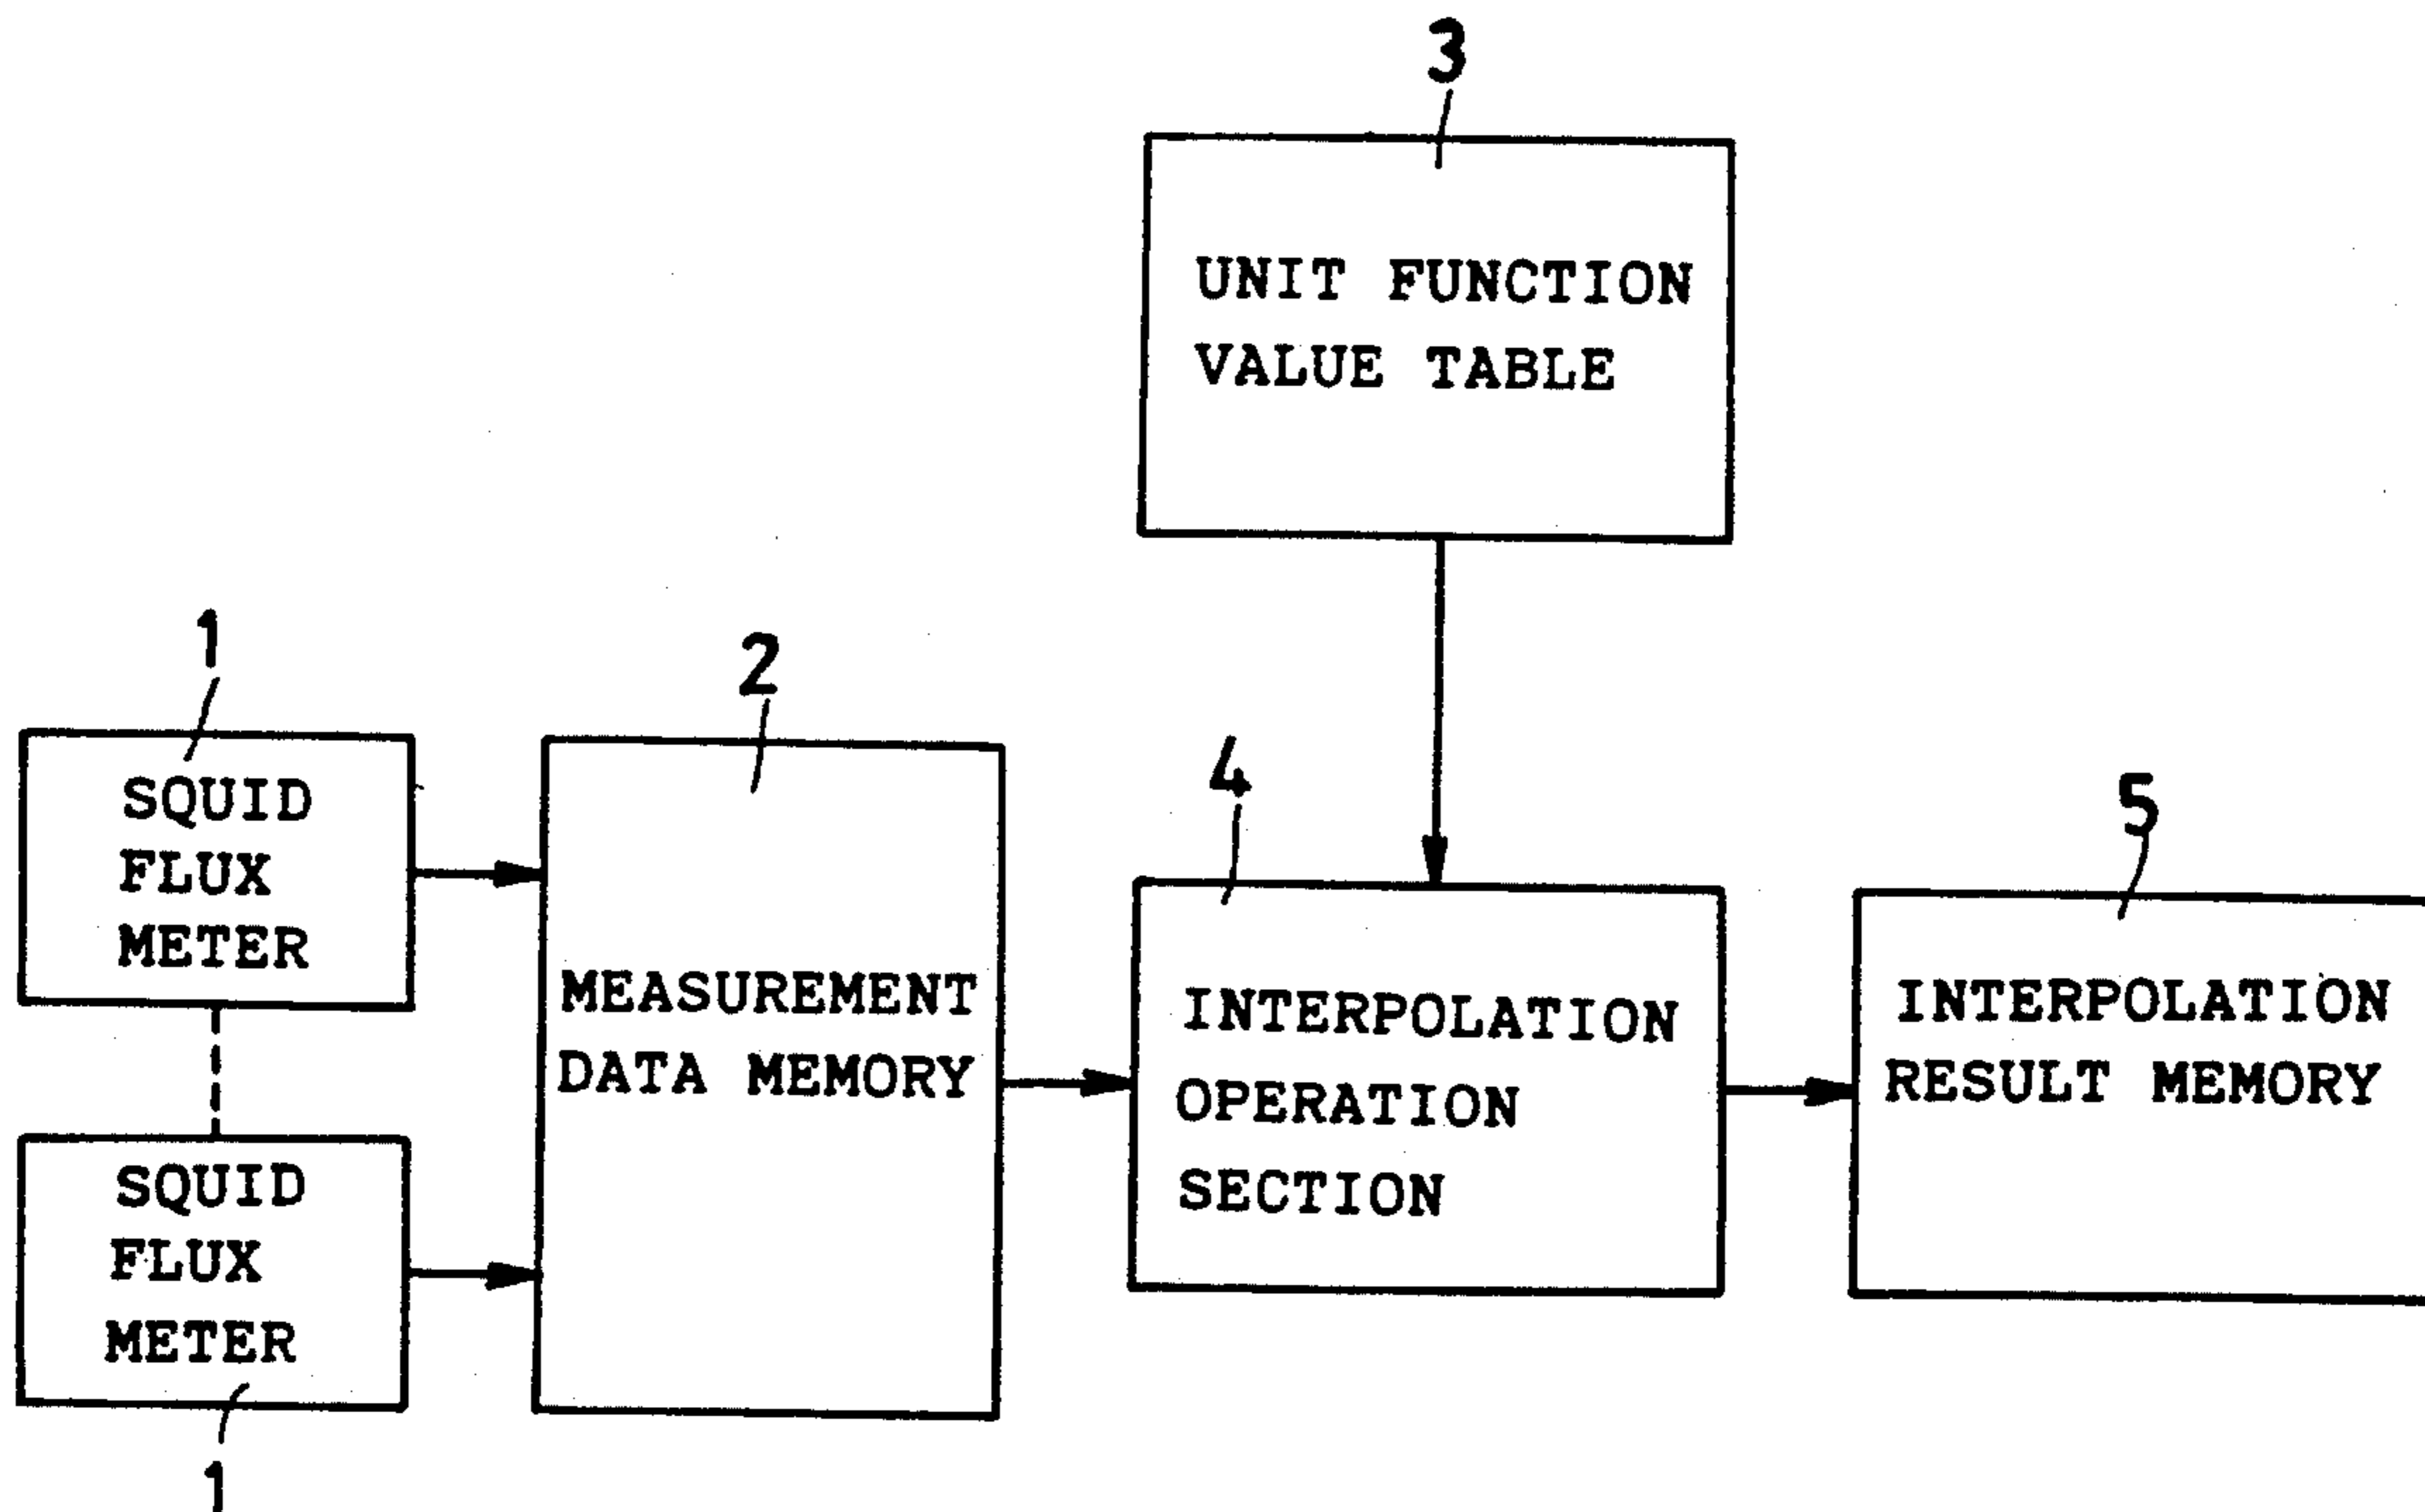 3
UNIT FUNCTION
VALUE TABLE
1
SQUID
FLUX
METER
2
MEASUREMENT
DATA MEMORY
4
INTERPOLATION
OPERATION
SECTION
5
INTERPOLATION
RESULT MEMORY
SQUID
FLUX
METER
1